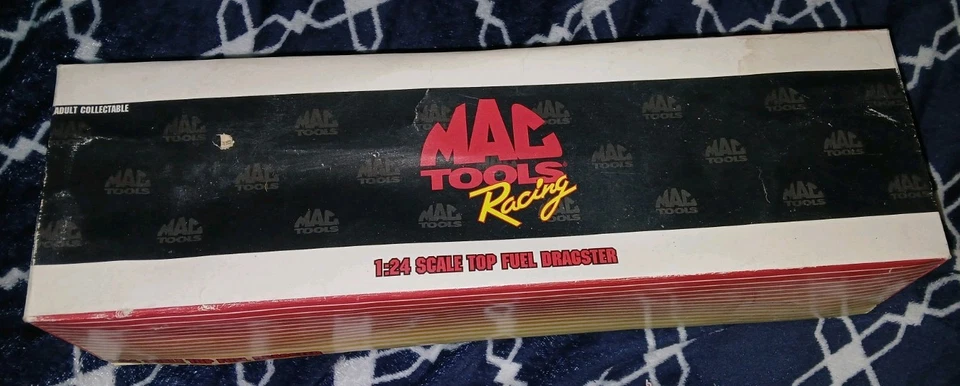 ADULT COLLECTABLE
MAC
TOOLS
Racing
1:24 SCALE TOP FUEL DRAGSTER